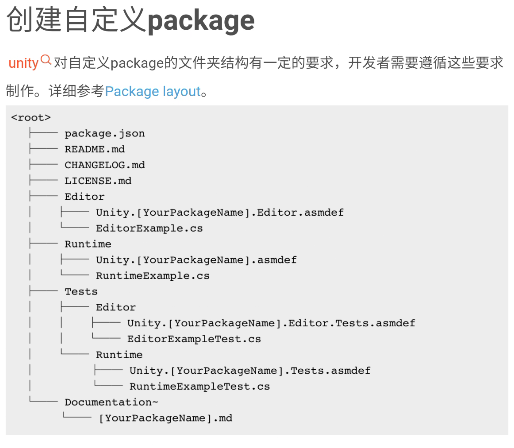 创建自定义package
unity对自定义package的文件夹结构有一定的要求，开发者需要遵循这些要求
制作。详细参考Package layout。
<root>
├── package.json
├── README.md
├── CHANGELOG.md
├── LICENSE.md
├── Editor
│   ├── Unity.[YourPackageName].Editor.asmdef
│   └── EditorExample.cs
├── Runtime
│   ├── Unity.[YourPackageName].asmdef
│   └── RuntimeExample.cs
├── Tests
│   ├── Editor
│   │   ├── Unity.[YourPackageName].Editor.Tests.asmdef
│   │   └── EditorExampleTest.cs
│   └── Runtime
│       ├── Unity.[YourPackageName].Tests.asmdef
│       └── RuntimeExampleTest.cs
└── Documentation~
    └── [YourPackageName].md